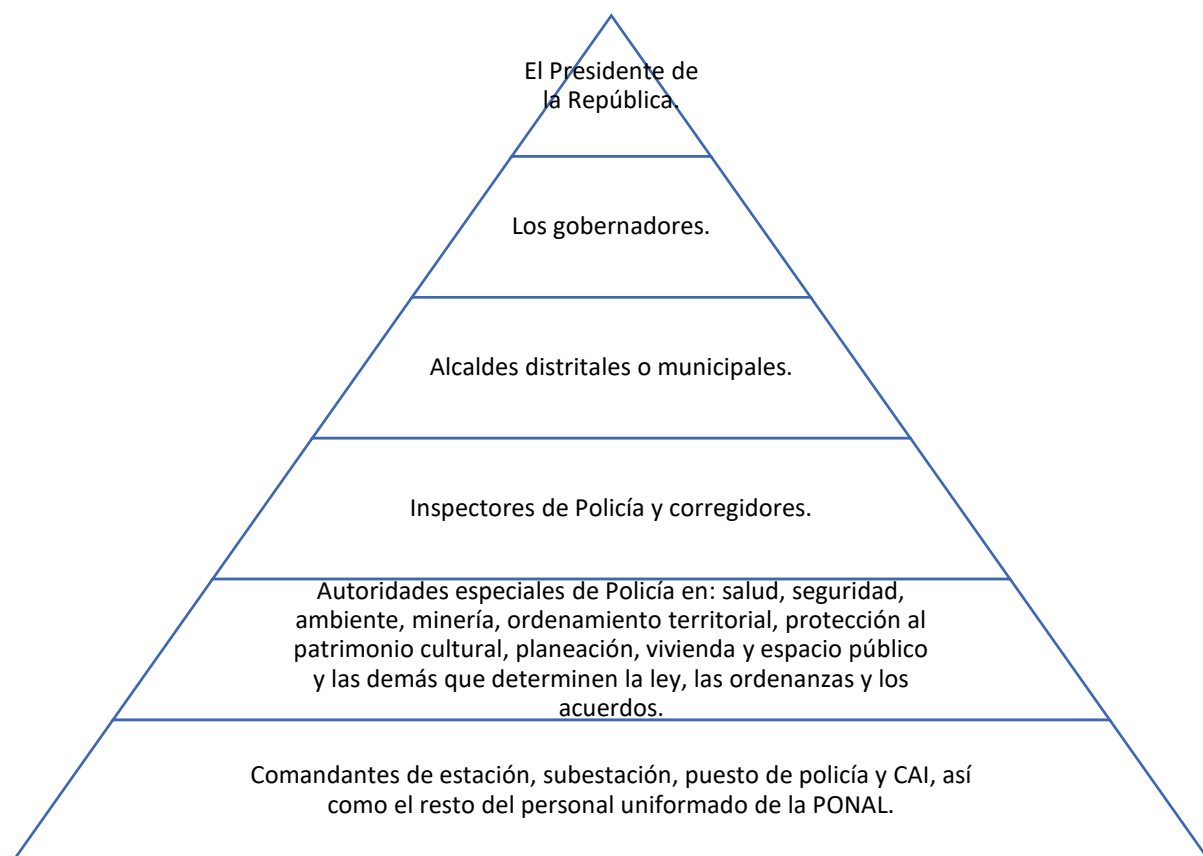 El Presidente de
la República.
Los gobernadores.
Alcaldes distritales o municipales.
Inspectores de Policía y corregidores.
Autoridades especiales de Policía en: salud, seguridad,
ambiente, minería, ordenamiento territorial, protección al
patrimonio cultural, planeación, vivienda y espacio público
y las demás que determinen la ley, las ordenanzas y los
acuerdos.
Comandantes de estación, subestación, puesto de policía y CAI, así
como el resto del personal uniformado de la PONAL.